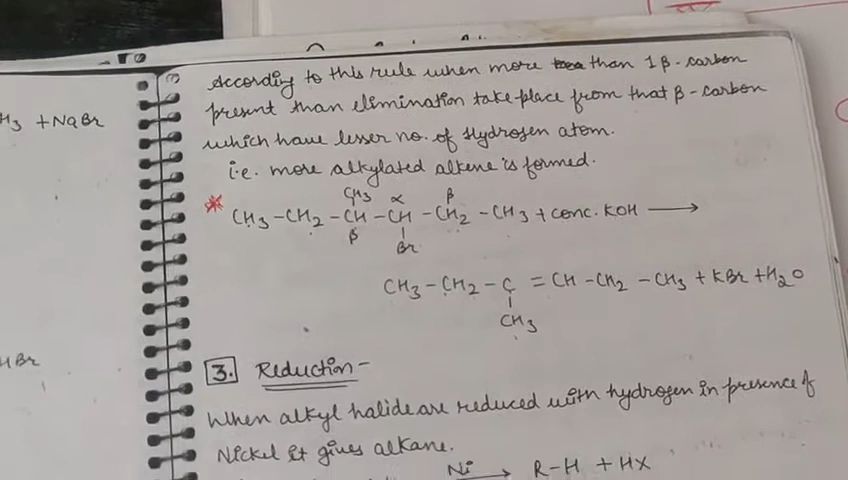 H₃ + NaBr
HBr
According to this rule when more than 1 β-carbon
present than elimination take place from that β-carbon
which have lesser no. of Hydrogen atom.
i.e. more alkylated alkene is formed.
CH₃ α β
* CH₃ - CH₂ - CH - CH - CH₂ - CH₃ + conc. KOH ⟶
β Br
CH₃ - CH₂ - C = CH - CH₂ - CH₃ + KBr + H₂O
CH₃
3. Reduction -
When alkyl halide are reduced with hydrogen in presence of
Nickel it gives alkane.
Ni ⟶ R-H + HX